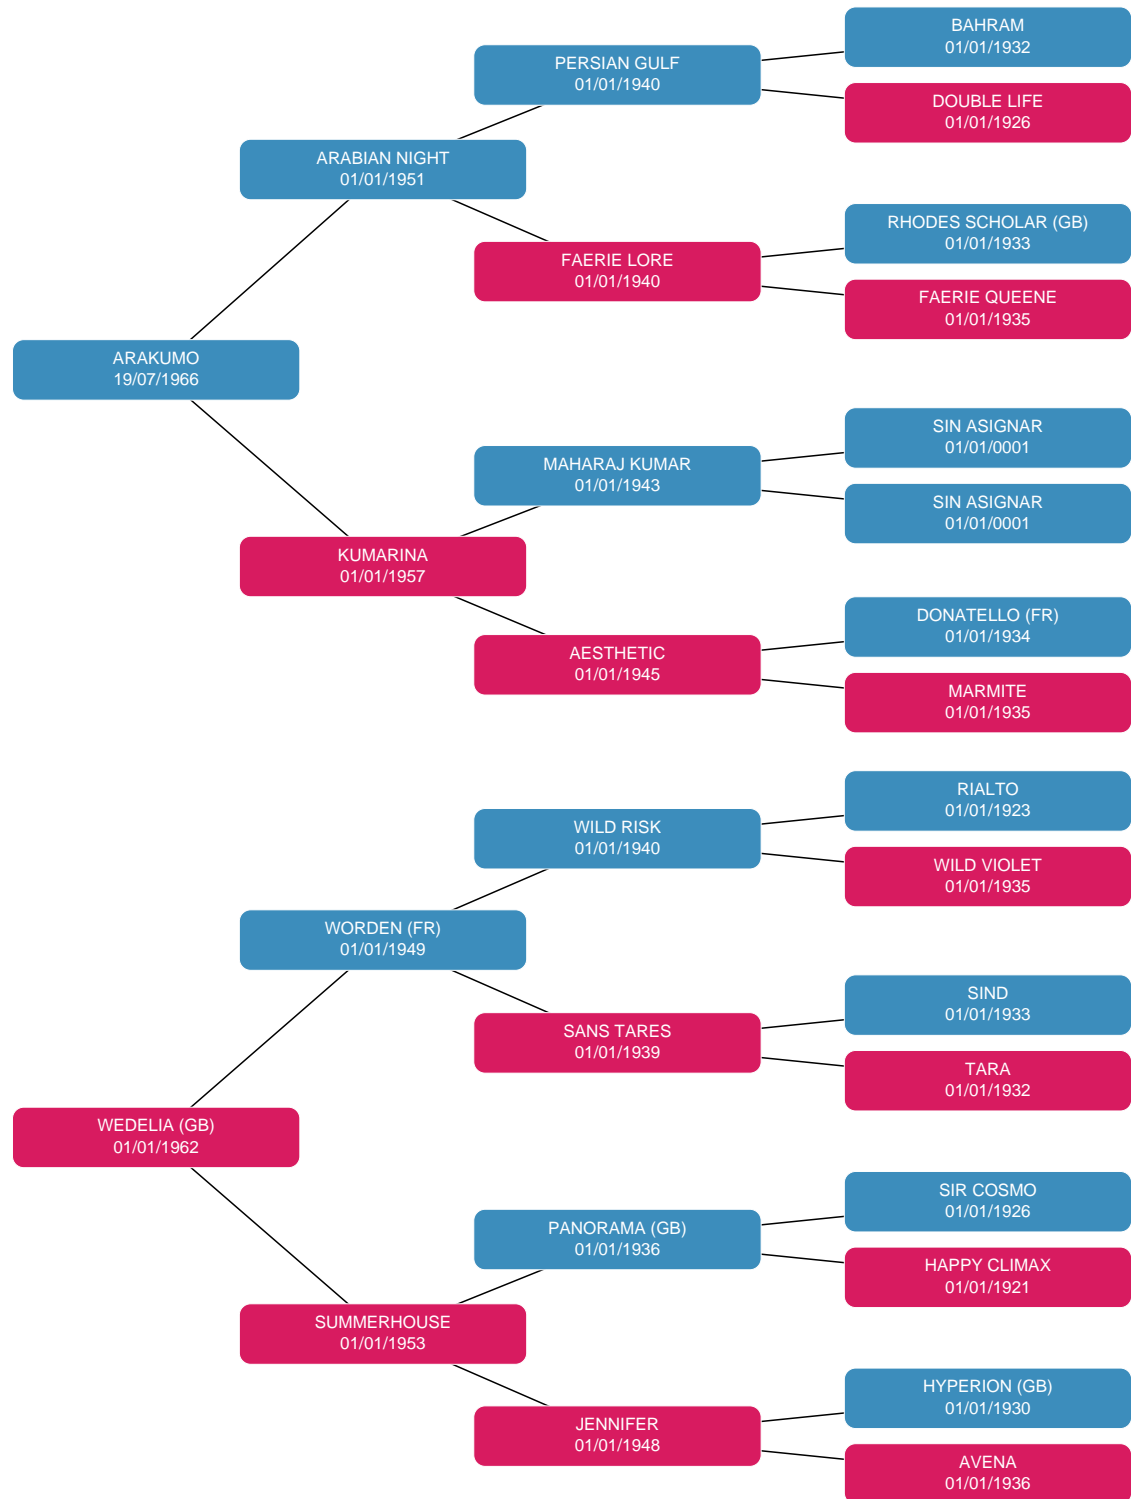 BAHRAM
01/01/1932
PERSIAN GULF
01/01/1940
DOUBLE LIFE
01/01/1926
ARABIAN NIGHT
01/01/1951
RHODES SCHOLAR (GB)
01/01/1933
FAERIE LORE
01/01/1940
FAERIE QUEENE
01/01/1935
ARAKUMO
19/07/1966
SIN ASIGNAR
01/01/0001
MAHARAJ KUMAR
01/01/1943
SIN ASIGNAR
01/01/0001
KUMARINA
01/01/1957
DONATELLO (FR)
01/01/1934
AESTHETIC
01/01/1945
MARMITE
01/01/1935
RIALTO
01/01/1923
WILD RISK
01/01/1940
WILD VIOLET
01/01/1935
WORDEN (FR)
01/01/1949
SIND
01/01/1933
SANS TARES
01/01/1939
TARA
01/01/1932
WEDELIA (GB)
01/01/1962
SIR COSMO
01/01/1926
PANORAMA (GB)
01/01/1936
HAPPY CLIMAX
01/01/1921
SUMMERHOUSE
01/01/1953
HYPERION (GB)
01/01/1930
JENNIFER
01/01/1948
AVENA
01/01/1936